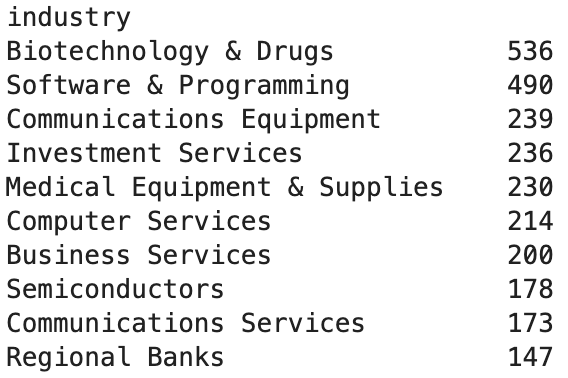 industry
Biotechnology & Drugs 536
Software & Programming 490
Communications Equipment 239
Investment Services 236
Medical Equipment & Supplies 230
Computer Services 214
Business Services 200
Semiconductors 178
Communications Services 173
Regional Banks 147